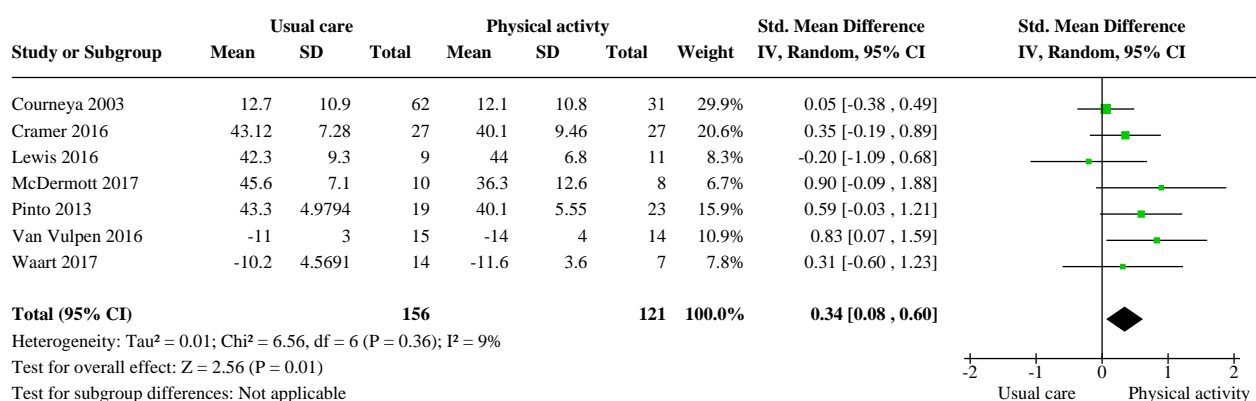 Usual care Physical activty Std. Mean Difference Std. Mean Difference
Study or Subgroup Mean SD Total Mean SD Total Weight IV, Random, 95% CI IV, Random, 95% CI
Courneya 2003 12.7 10.9 62 12.1 10.8 31 29.9% 0.05 [-0.38 , 0.49]
Cramer 2016 43.12 7.28 27 40.1 9.46 27 20.6% 0.35 [-0.19 , 0.89]
Lewis 2016 42.3 9.3 9 44 6.8 11 8.3% -0.20 [-1.09 , 0.68]
McDermott 2017 45.6 7.1 10 36.3 12.6 8 6.7% 0.90 [-0.09 , 1.88]
Pinto 2013 43.3 4.9794 19 40.1 5.55 23 15.9% 0.59 [-0.03 , 1.21]
Van Vulpen 2016 -11 3 15 -14 4 14 10.9% 0.83 [0.07 , 1.59]
Waart 2017 -10.2 4.5691 14 -11.6 3.6 7 7.8% 0.31 [-0.60 , 1.23]
Total (95% CI) 156 121 100.0% 0.34 [0.08 , 0.60]
Heterogeneity: Tau² = 0.01; Chi² = 6.56, df = 6 (P = 0.36); I² = 9%
Test for overall effect: Z = 2.56 (P = 0.01)
-2 -1 0 1 2
Test for subgroup differences: Not applicable Usual care Physical activity